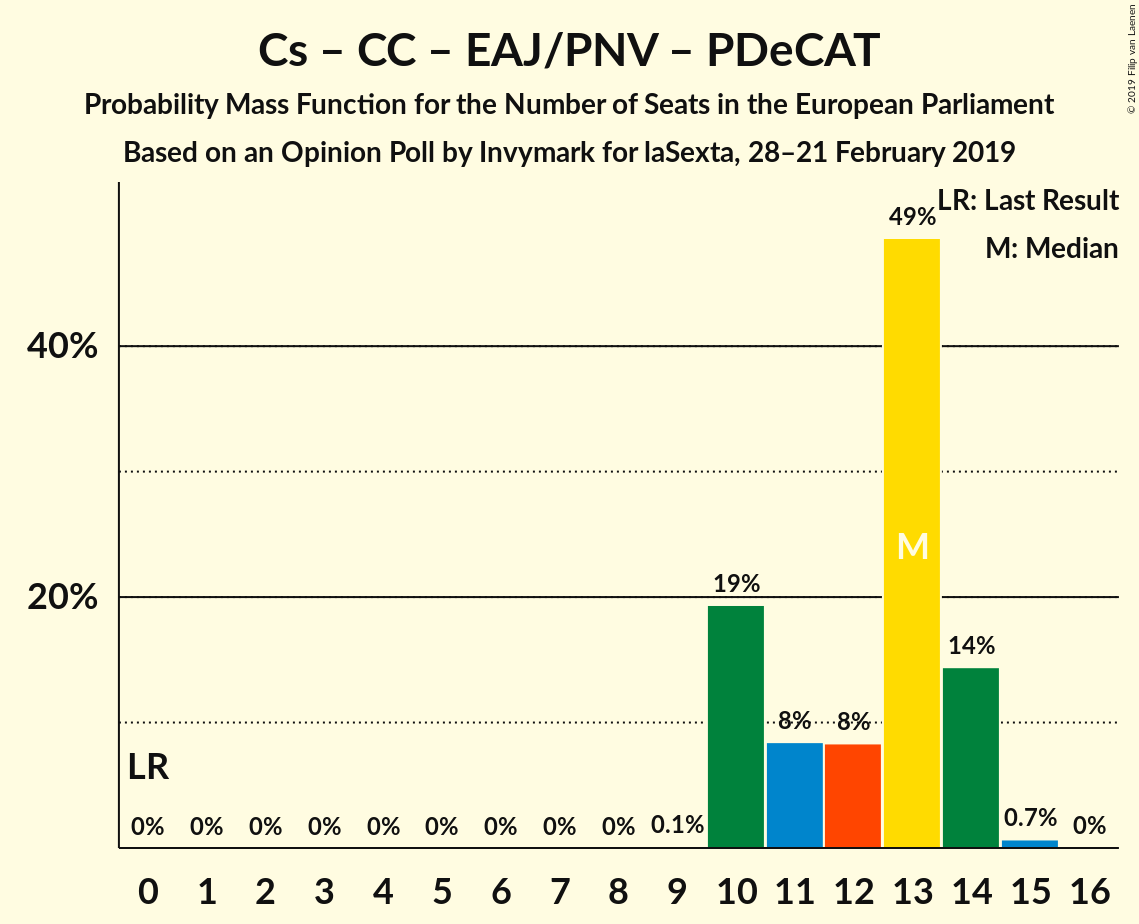 Cs – CC – EAJ/PNV – PDeCAT
Probability Mass Function for the Number of Seats in the European Parliament
Based on an Opinion Poll by Invymark for laSexta, 28–21 February 2019
© 2019 Filip van Laenen
LR: Last Result
M: Median
49%
40%
M
20%
19%
14%
8%
8%
LR
0%
0%
0%
0%
0%
0%
0%
0%
0%
0.1%
0.7%
0%
0 1 2 3 4 5 6 7 8 9 10 11 12 13 14 15 16